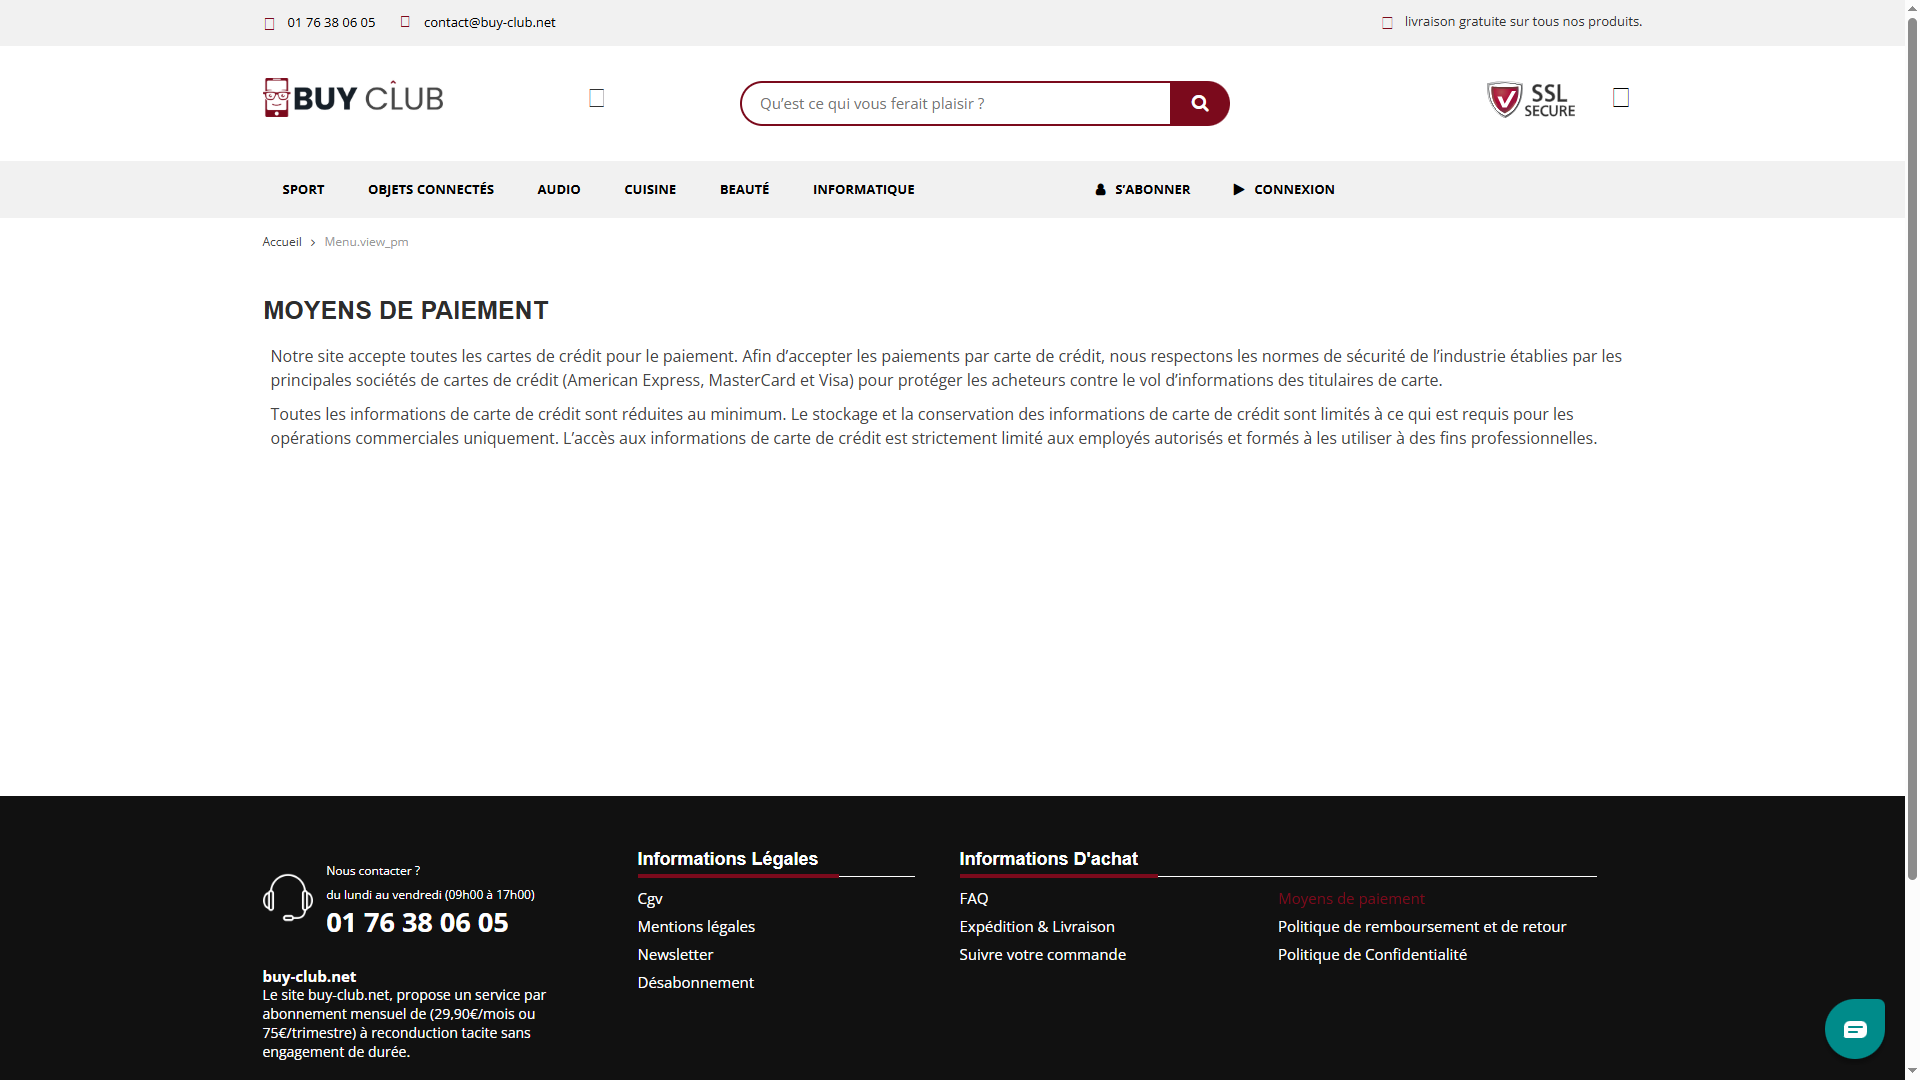 01 76 38 06 05
contact@buy-club.net
livraison gratuite sur tous nos produits.
BUY CLUB
Qu’est ce qui vous ferait plaisir ?
SSL
SECURE
SPORT
OBJETS CONNECTÉS
AUDIO
CUISINE
BEAUTÉ
INFORMATIQUE
S’ABONNER
CONNEXION
Accueil
Menu.view_pm
MOYENS DE PAIEMENT
Notre site accepte toutes les cartes de crédit pour le paiement. Afin d’accepter les paiements par carte de crédit, nous respectons les normes de sécurité de l’industrie établies par les
principales sociétés de cartes de crédit (American Express, MasterCard et Visa) pour protéger les acheteurs contre le vol d’informations des titulaires de carte.
Toutes les informations de carte de crédit sont réduites au minimum. Le stockage et la conservation des informations de carte de crédit sont limités à ce qui est requis pour les
opérations commerciales uniquement. L’accès aux informations de carte de crédit est strictement limité aux employés autorisés et formés à les utiliser à des fins professionnelles.
Nous contacter ?
du lundi au vendredi (09h00 à 17h00)
01 76 38 06 05
buy-club.net
Le site buy-club.net, propose un service par
abonnement mensuel de (29,90€/mois ou
75€/trimestre) à reconduction tacite sans
engagement de durée.
Informations Légales
Cgv
Mentions légales
Newsletter
Désabonnement
Informations D'achat
FAQ
Expédition & Livraison
Suivre votre commande
Moyens de paiement
Politique de remboursement et de retour
Politique de Confidentialité